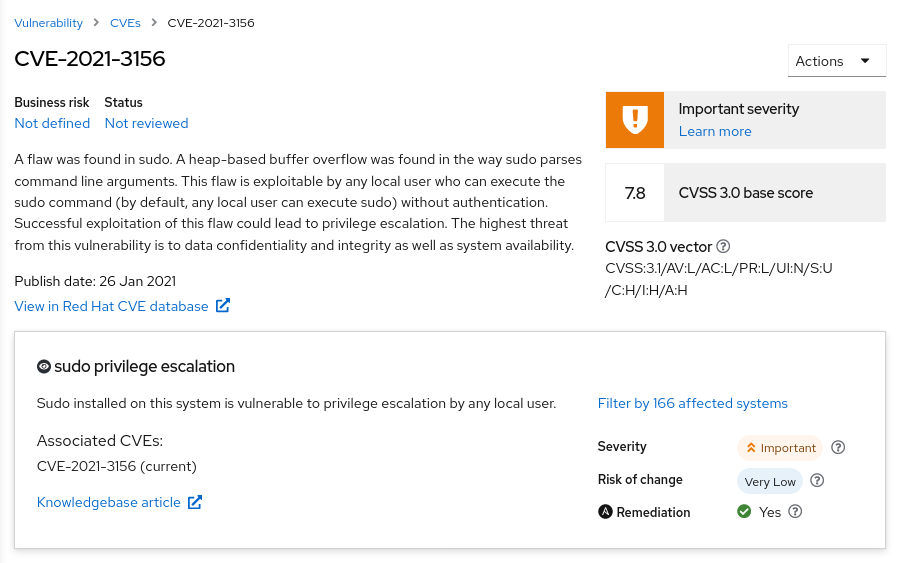 Vulnerability > CVEs > CVE-2021-3156
CVE-2021-3156
Actions
Business risk Status
Not defined Not reviewed
A flaw was found in sudo. A heap-based buffer overflow was found in the way sudo parses
command line arguments. This flaw is exploitable by any local user who can execute the
sudo command (by default, any local user can execute sudo) without authentication.
Successful exploitation of this flaw could lead to privilege escalation. The highest threat
from this vulnerability is to data confidentiality and integrity as well as system availability.
Publish date: 26 Jan 2021
View in Red Hat CVE database
Important severity
Learn more
7.8 CVSS 3.0 base score
CVSS 3.0 vector
CVSS:3.1/AV:L/AC:L/PR:L/UI:N/S:U
/C:H/I:H/A:H
sudo privilege escalation
Sudo installed on this system is vulnerable to privilege escalation by any local user.
Associated CVEs:
CVE-2021-3156 (current)
Knowledgebase article
Filter by 166 affected systems
Severity Important
Risk of change Very Low
A Remediation Yes